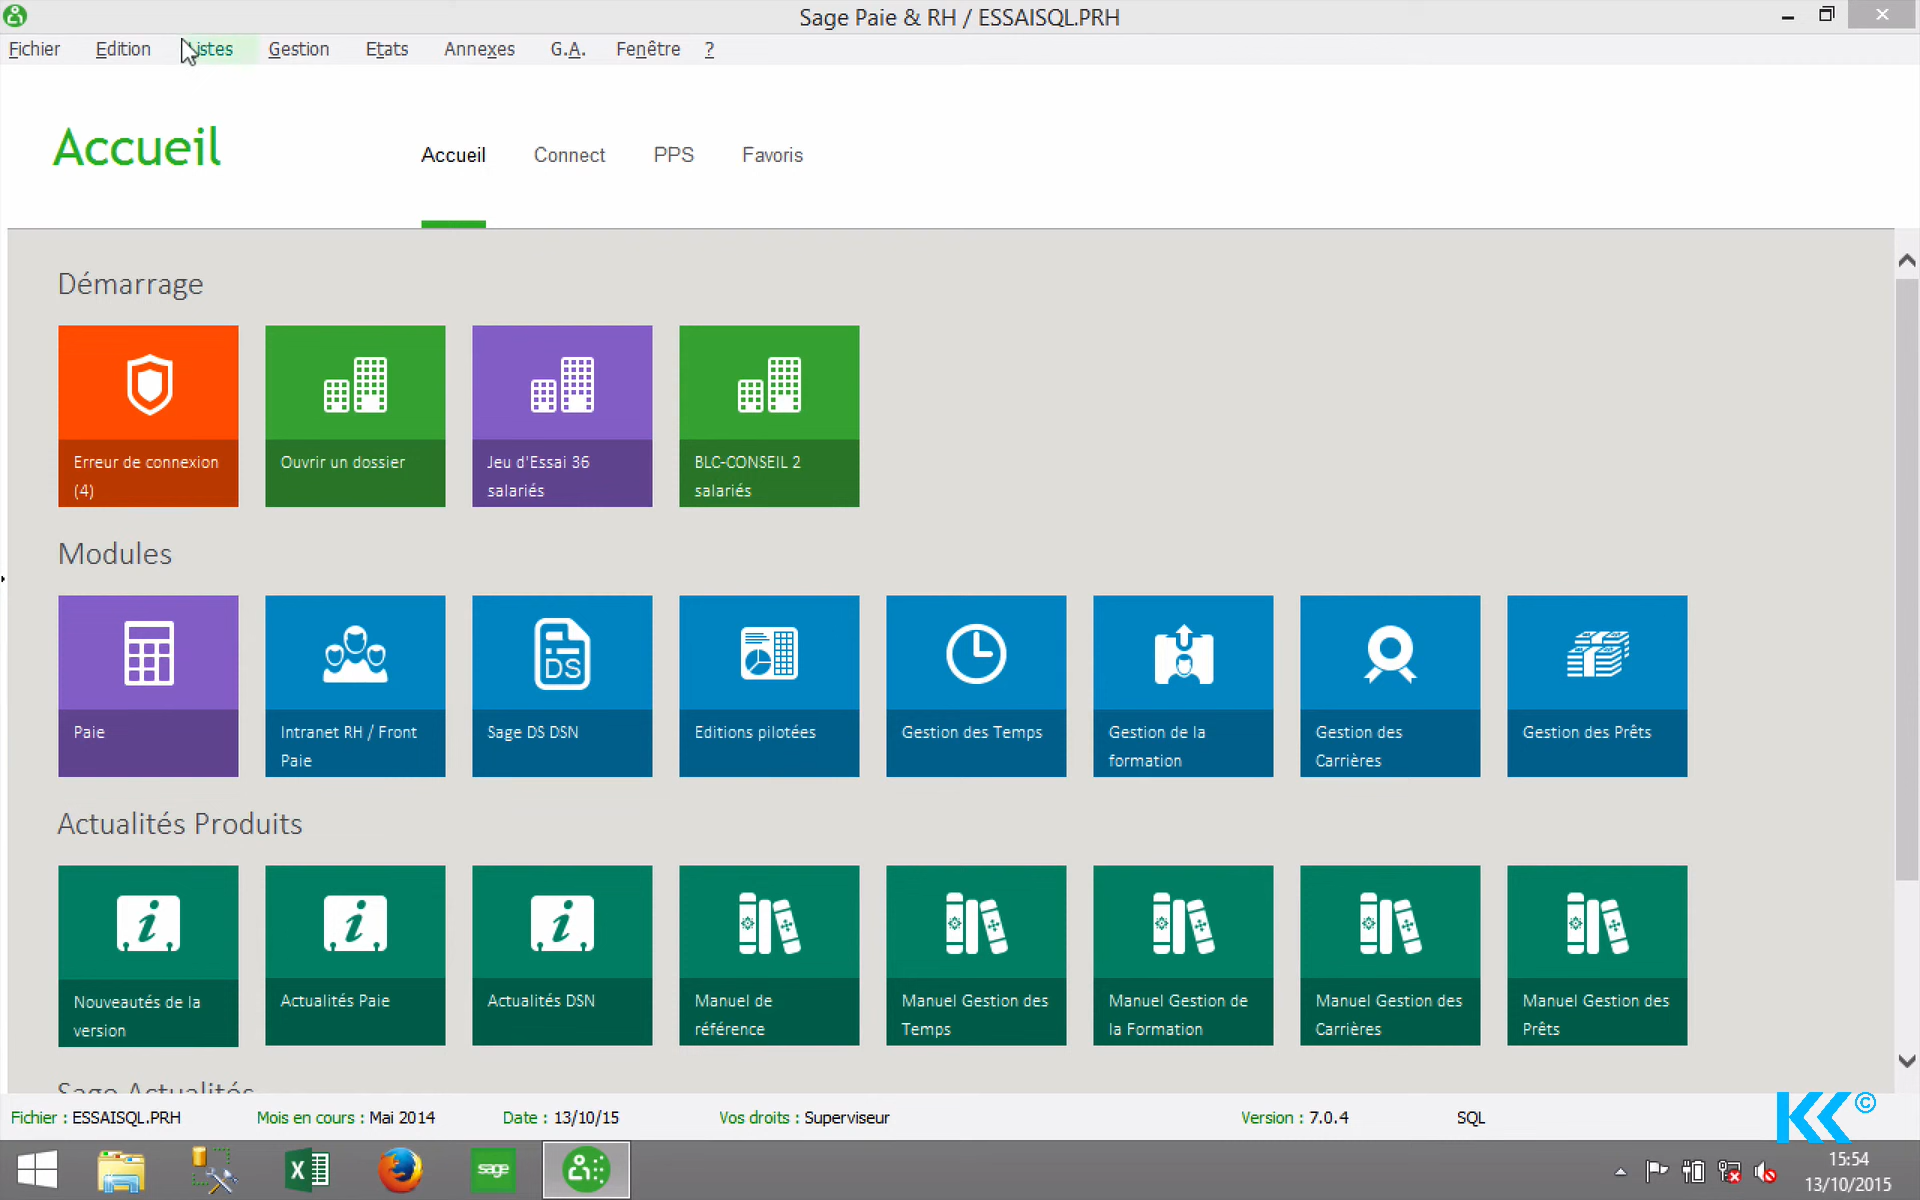 Sage Paie & RH / ESSAISQL.PRH
Fichier Edition Listes Gestion Etats Annexes G.A. Fenêtre ?
Accueil
Accueil Connect PPS Favoris
Démarrage
Erreur de connexion
(4)
Ouvrir un dossier
Jeu d'Essai 36
salariés
BLC-CONSEIL 2
salariés
Modules
DS
Paie
Intranet RH / Front
Paie
Sage DS DSN
Editions pilotées
Gestion des Temps
Gestion de la
formation
Gestion des
Carrières
Gestion des Prêts
Actualités Produits
Nouveautés de la
version
Actualités Paie
Actualités DSN
Manuel de
référence
Manuel Gestion des
Temps
Manuel Gestion de
la Formation
Manuel Gestion des
Carrières
Manuel Gestion des
Prêts
Sage Actualités
Fichier : ESSAISQL.PRH Mois en cours : Mai 2014 Date : 13/10/15 Vos droits : Superviseur Version : 7.0.4 SQL
KK©
sage
15:54
13/10/2015